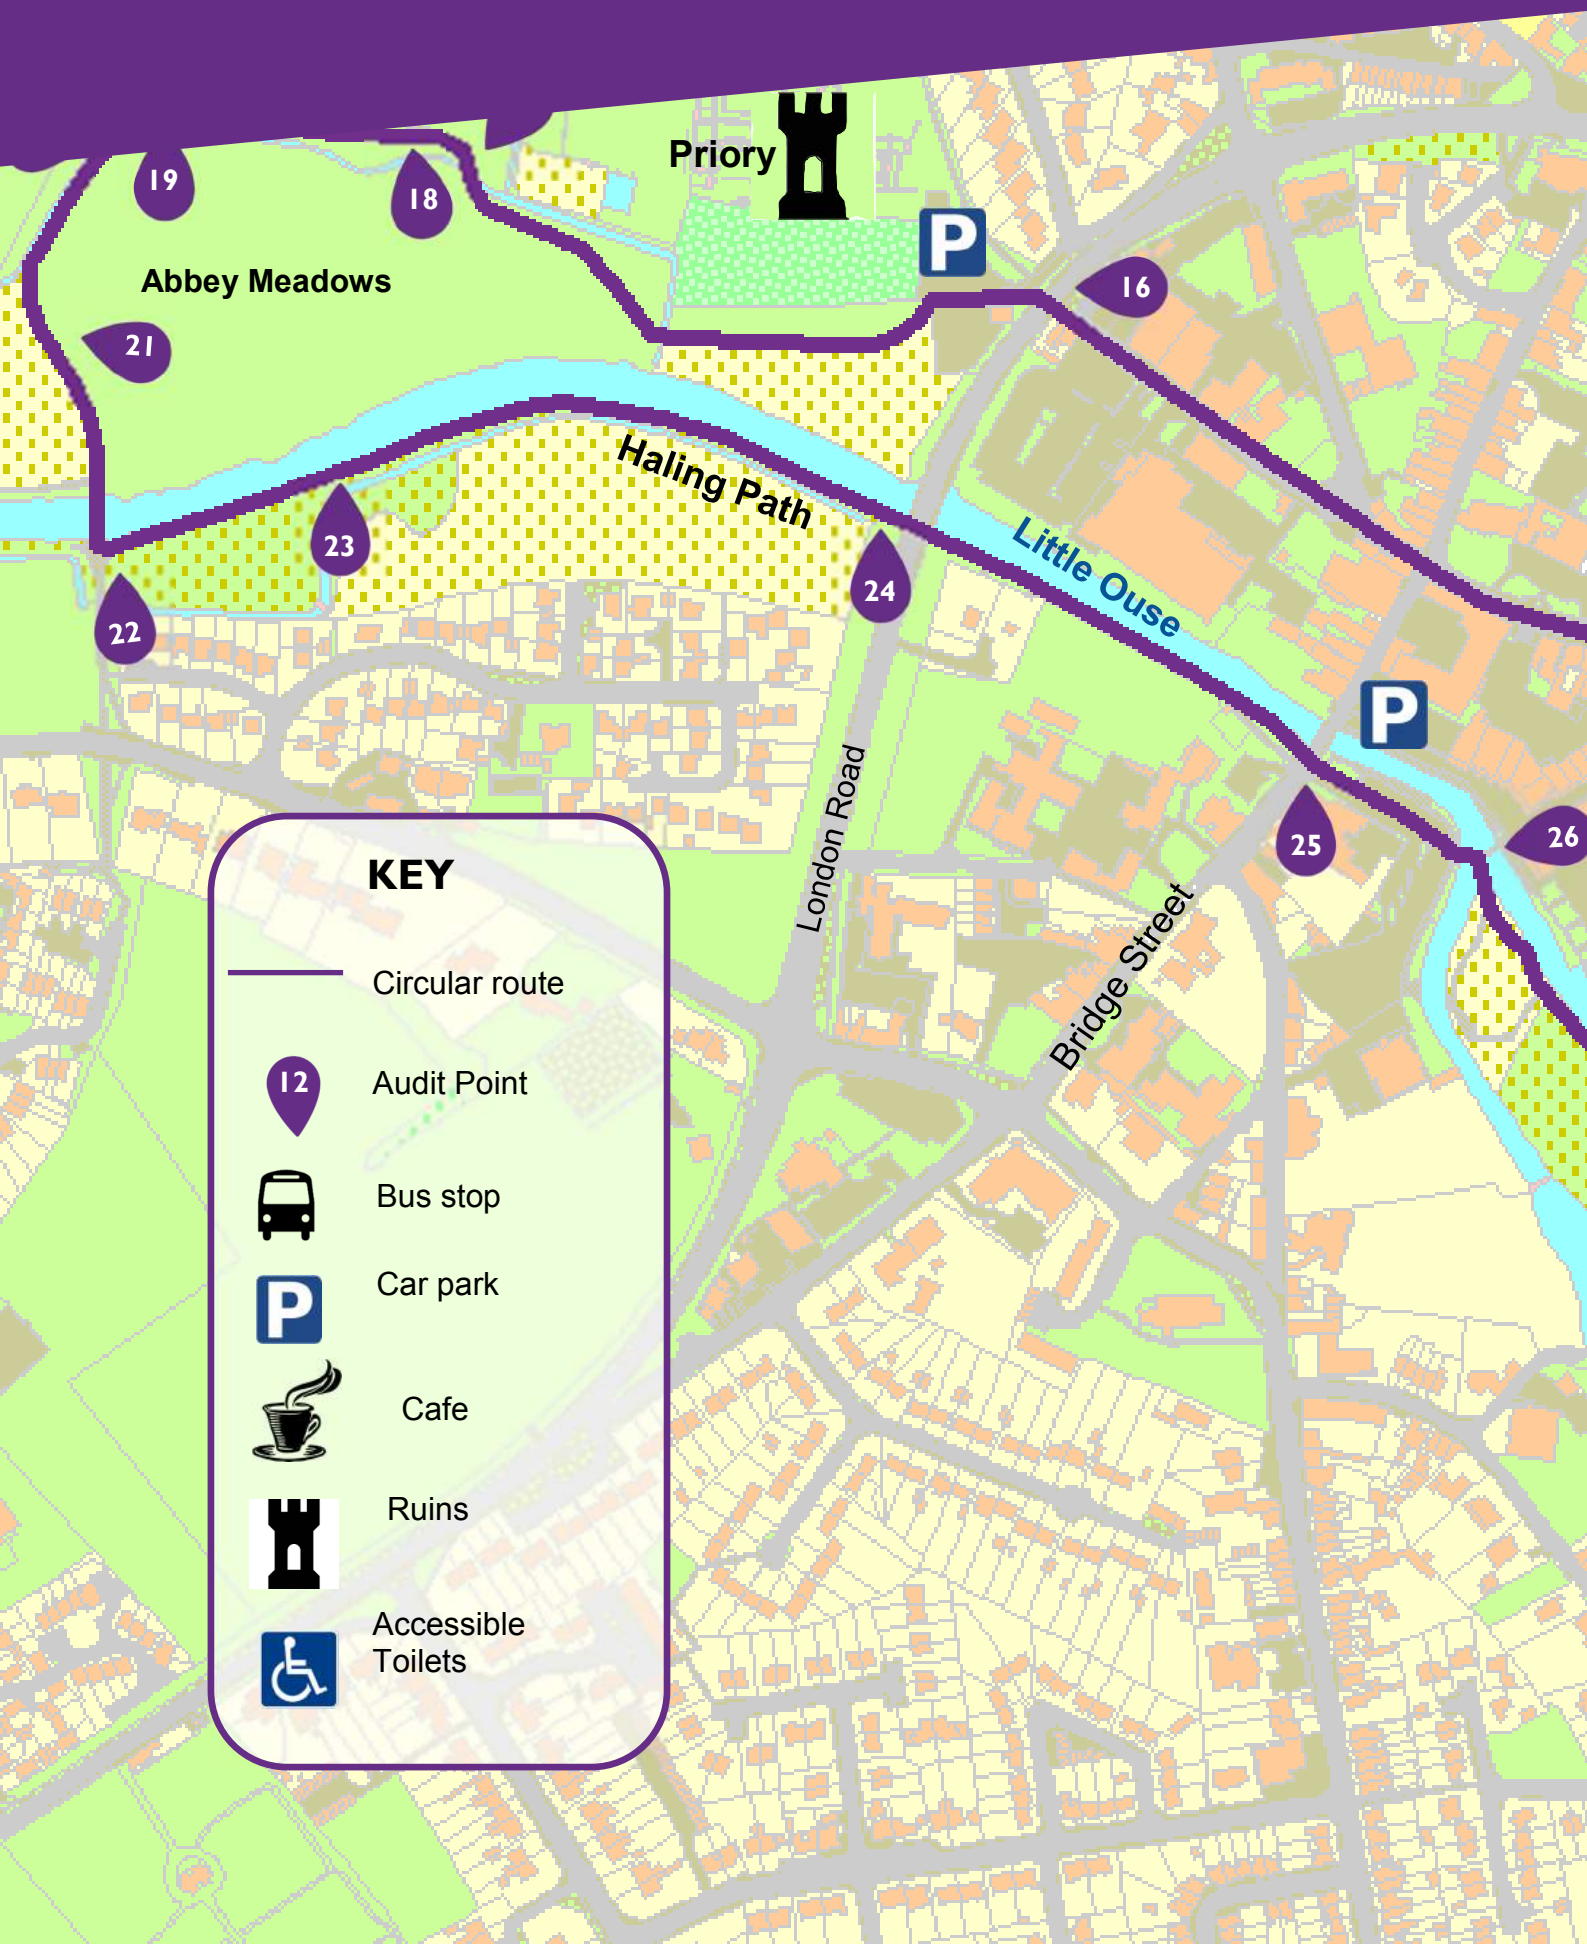 Priory
P
19
18
Abbey Meadows
16
21
Haling Path
Little Ouse
23
24
22
P
London Road
25
26
Bridge Street
KEY
Circular route
12
Audit Point
Bus stop
P
Car park
Cafe
Ruins
Accessible
Toilets